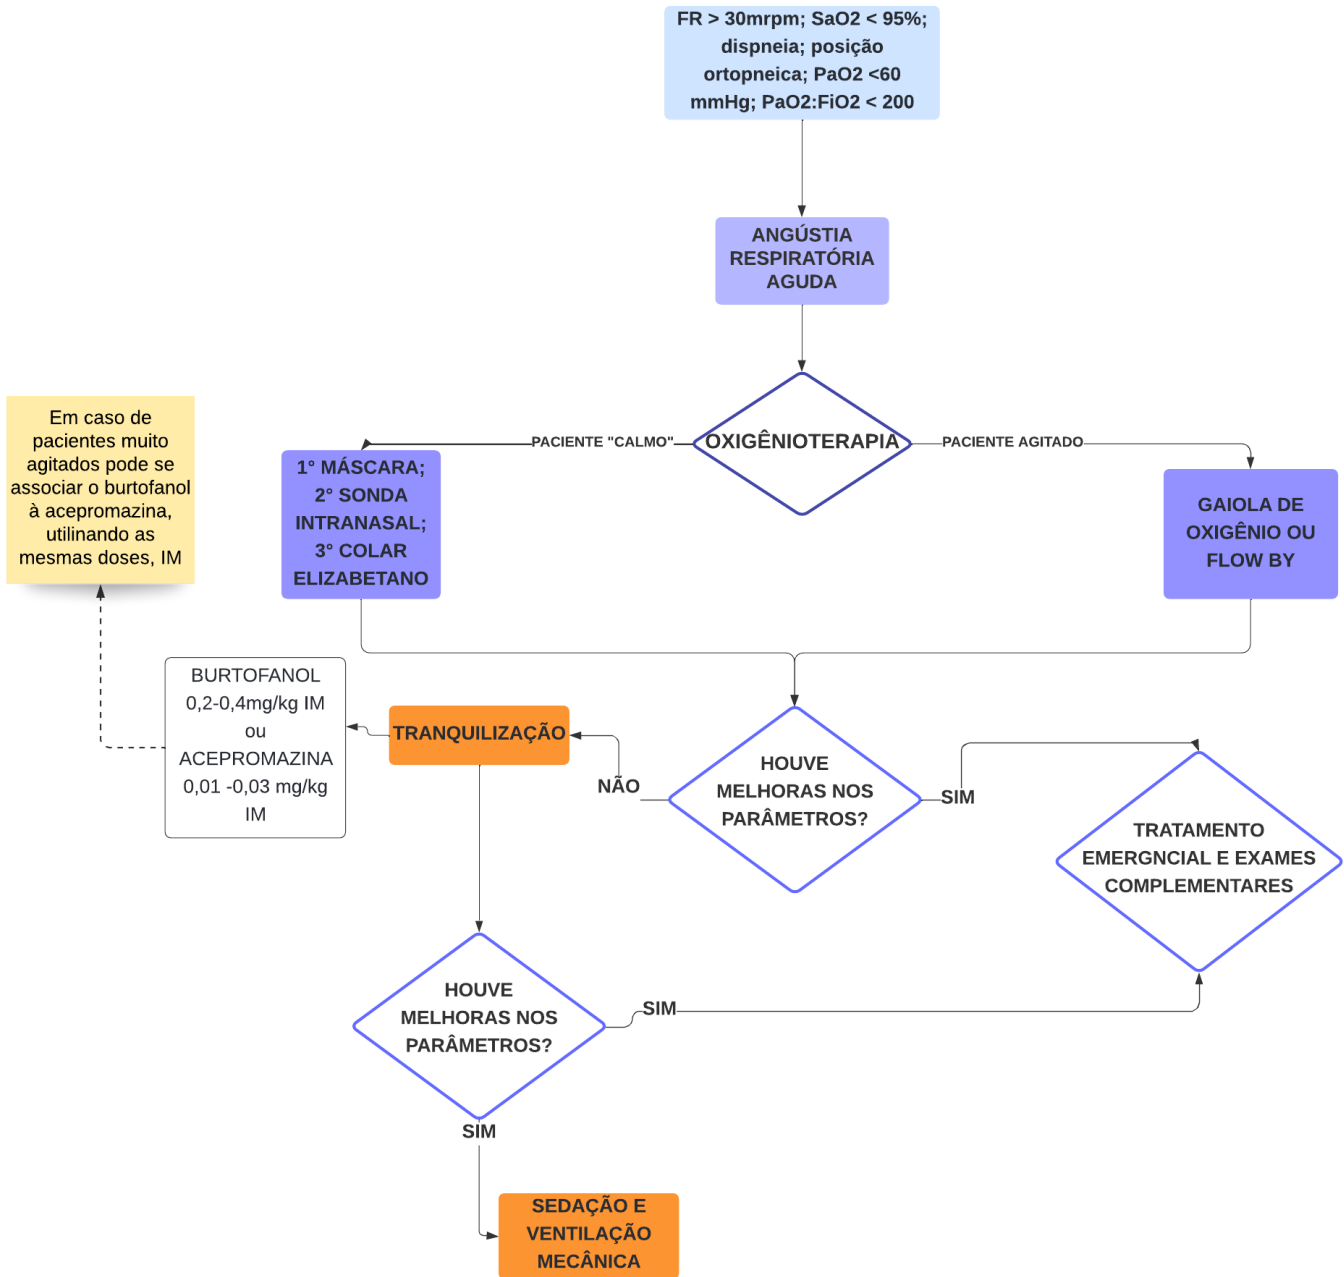 FR > 30mrpm; SaO2 < 95%;
dispneia; posição
ortopneica; PaO2 <60
mmHg; PaO2:FiO2 < 200
ANGÚSTIA
RESPIRATÓRIA
AGUDA
OXIGÊNIOTERAPIA
PACIENTE "CALMO"
PACIENTE AGITADO
Em caso de
pacientes muito
agitados pode se
associar o burtofanol
à acepromazina,
utilinando as
mesmas doses, IM
1° MÁSCARA;
2° SONDA
INTRANASAL;
3° COLAR
ELIZABETANO
GAIOLA DE
OXIGÊNIO OU
FLOW BY
BURTOFANOL
0,2-0,4mg/kg IM
ou
ACEPROMAZINA
0,01 -0,03 mg/kg
IM
TRANQUILIZAÇÃO
NÃO
HOUVE
MELHORAS NOS
PARÂMETROS?
SIM
TRATAMENTO
EMERGNCIAL E EXAMES
COMPLEMENTARES
HOUVE
MELHORAS NOS
PARÂMETROS?
SIM
SIM
SEDAÇÃO E
VENTILAÇÃO
MECÂNICA